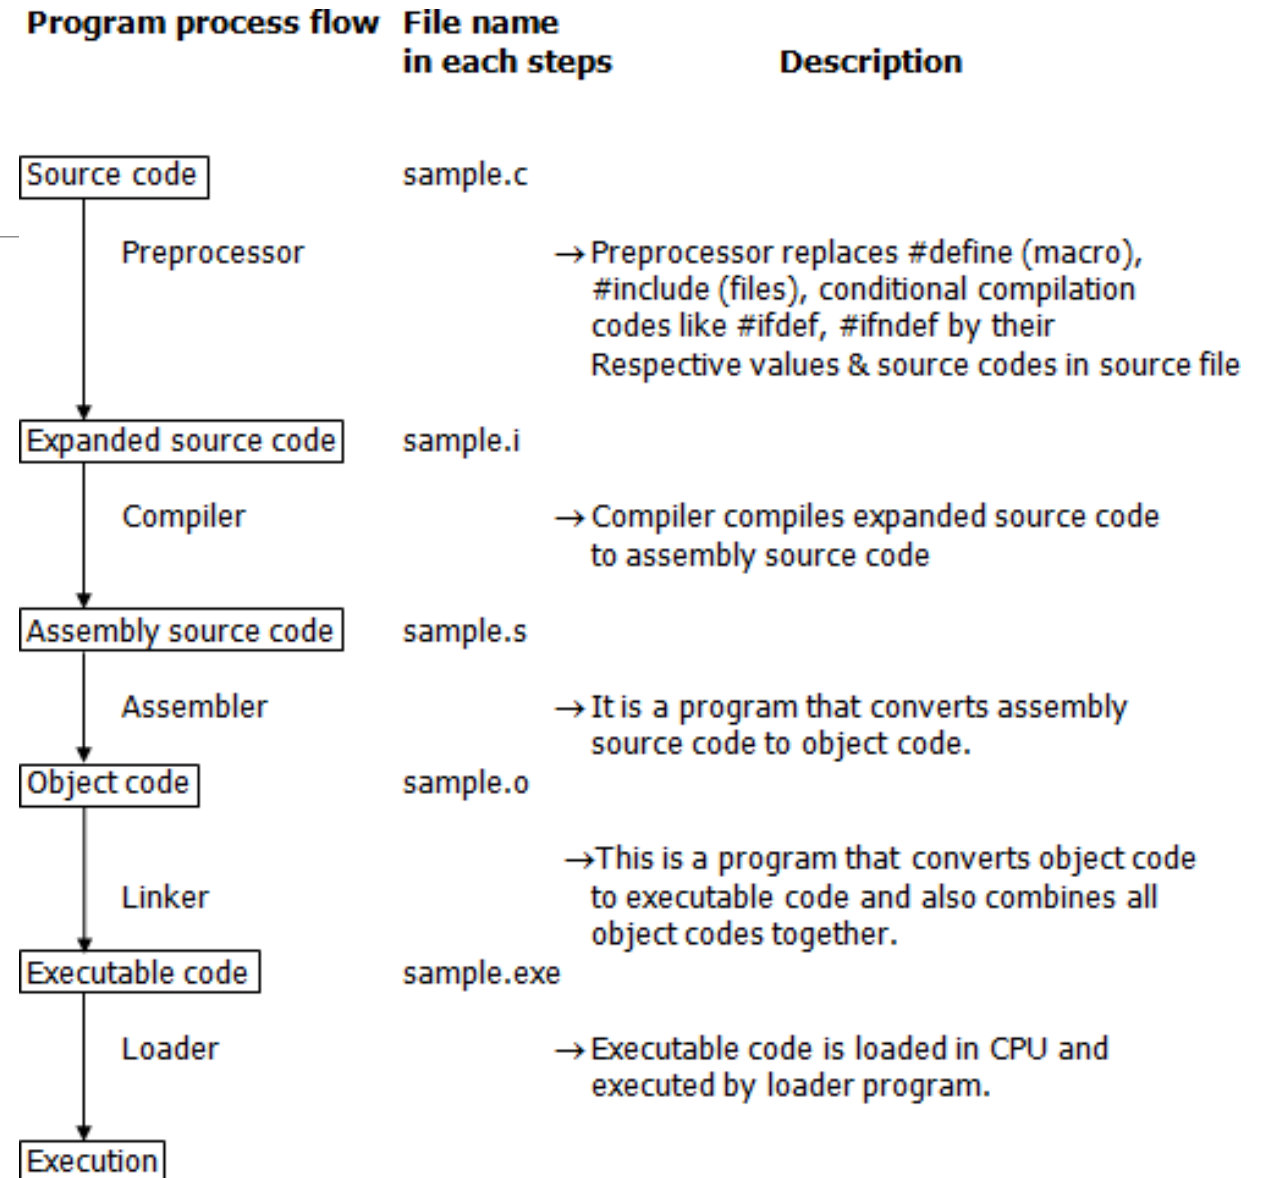 Program process flow File name
in each steps Description
Source code sample.c
Preprocessor → Preprocessor replaces #define (macro),
#include (files), conditional compilation
codes like #ifdef, #ifndef by their
Respective values & source codes in source file
Expanded source code sample.i
Compiler → Compiler compiles expanded source code
to assembly source code
Assembly source code sample.s
Assembler → It is a program that converts assembly
source code to object code.
Object code sample.o
→This is a program that converts object code
Linker to executable code and also combines all
object codes together.
Executable code sample.exe
Loader → Executable code is loaded in CPU and
executed by loader program.
Execution